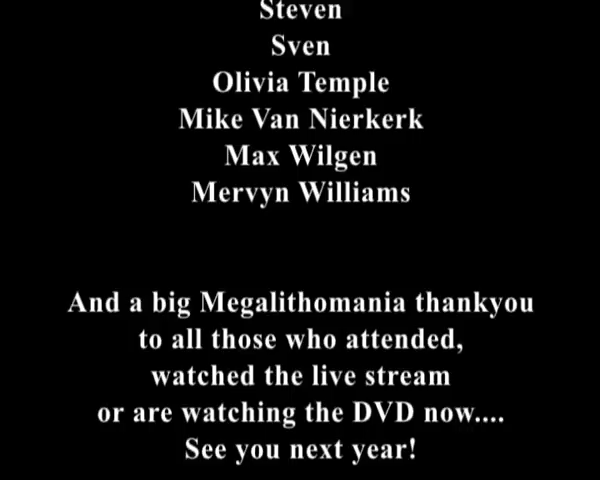 Steven
Sven
Olivia Temple
Mike Van Nierkerk
Max Wilgen
Mervyn Williams
And a big Megalithomania thankyou
to all those who attended,
watched the live stream
or are watching the DVD now....
See you next year!